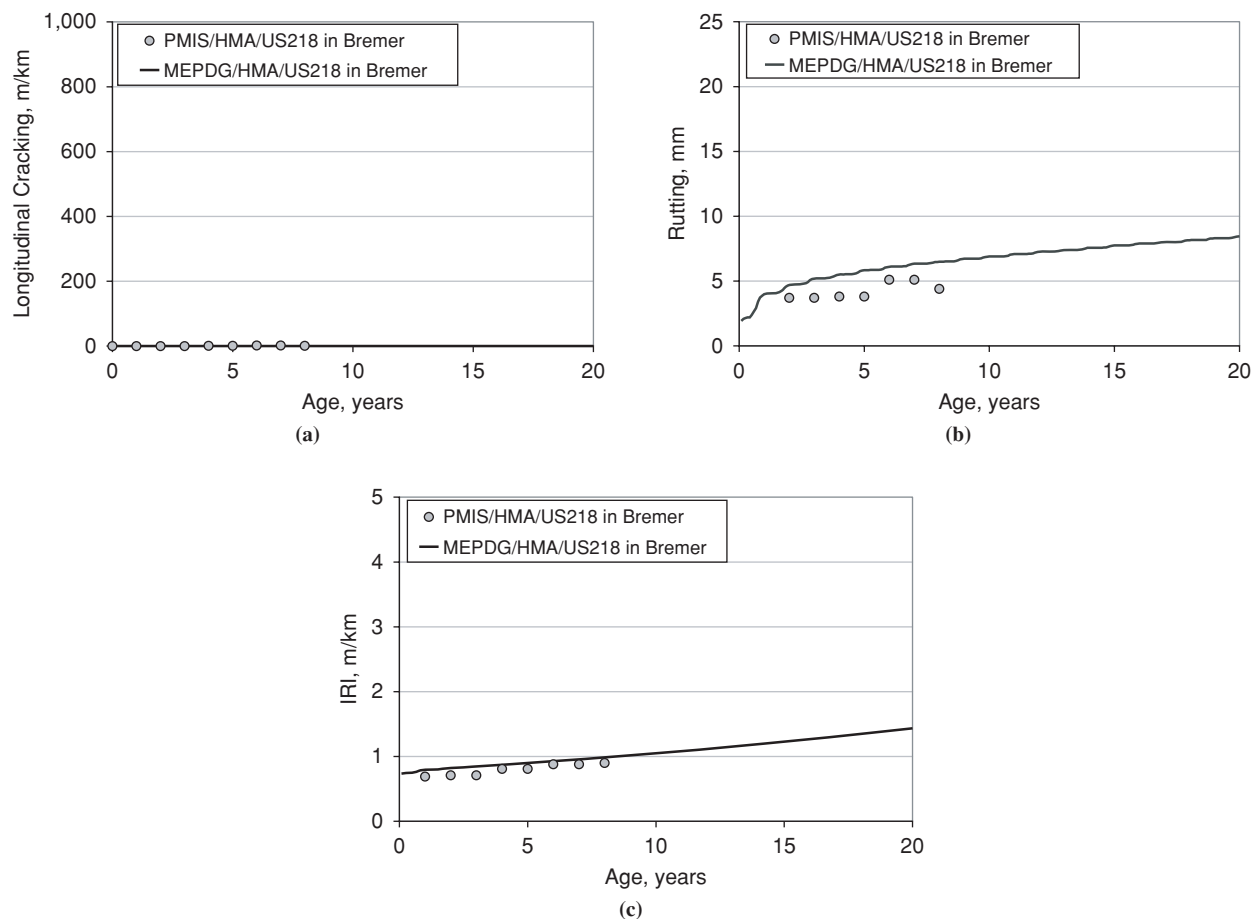 1,000
800
600
400
200
0
Longitudinal Cracking, m/km
PMIS/HMA/US218 in Bremer
MEPDG/HMA/US218 in Bremer
0 5 10 15 20
Age, years
(a)
25
20
15
10
5
0
Rutting, mm
PMIS/HMA/US218 in Bremer
MEPDG/HMA/US218 in Bremer
0 5 10 15 20
Age, years
(b)
5
4
3
2
1
0
IRI, m/km
PMIS/HMA/US218 in Bremer
MEPDG/HMA/US218 in Bremer
0 5 10 15 20
Age, years
(c)